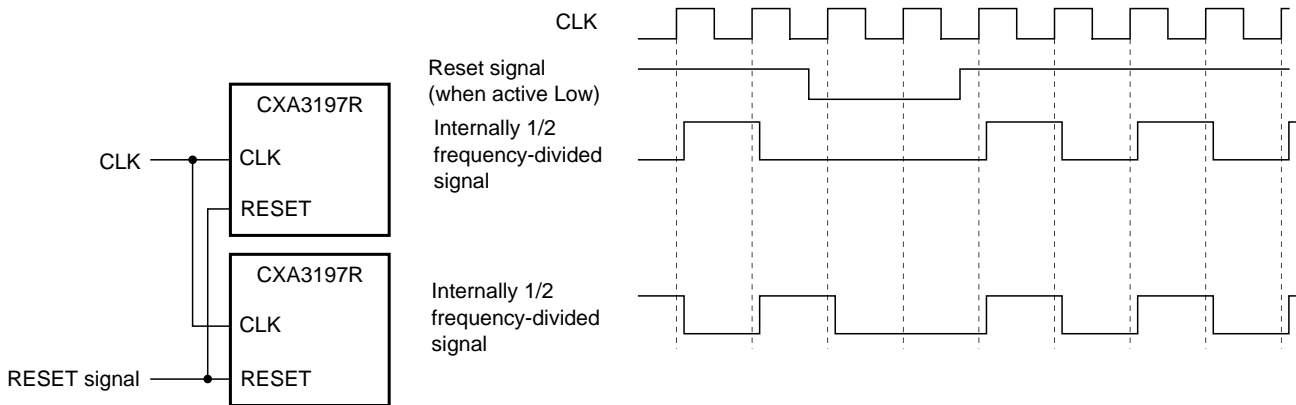 CXA3197R
CLK
CLK
RESET
CXA3197R
CLK
RESET signal
RESET
CLK
Reset signal
(when active Low)
Internally 1/2
frequency-divided
signal
Internally 1/2
frequency-divided
signal